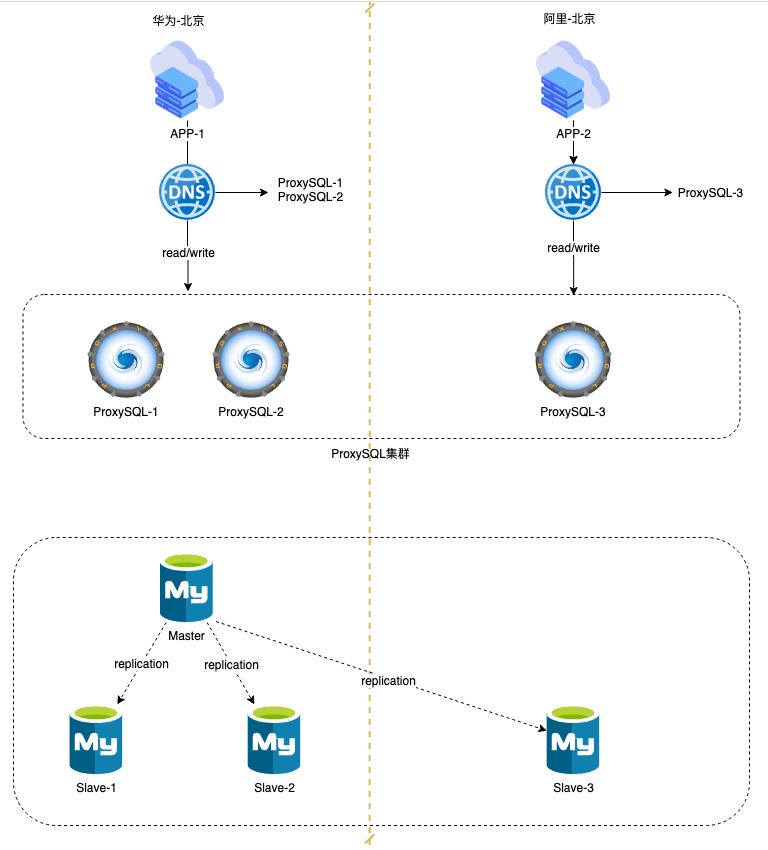 华为-北京
阿里-北京
APP-1
APP-2
DNS
ProxySQL-1
ProxySQL-2
DNS
ProxySQL-3
read/write
read/write
ProxySQL-1
ProxySQL-2
ProxySQL-3
ProxySQL集群
My
Master
replication
replication
replication
My
My
My
Slave-1
Slave-2
Slave-3